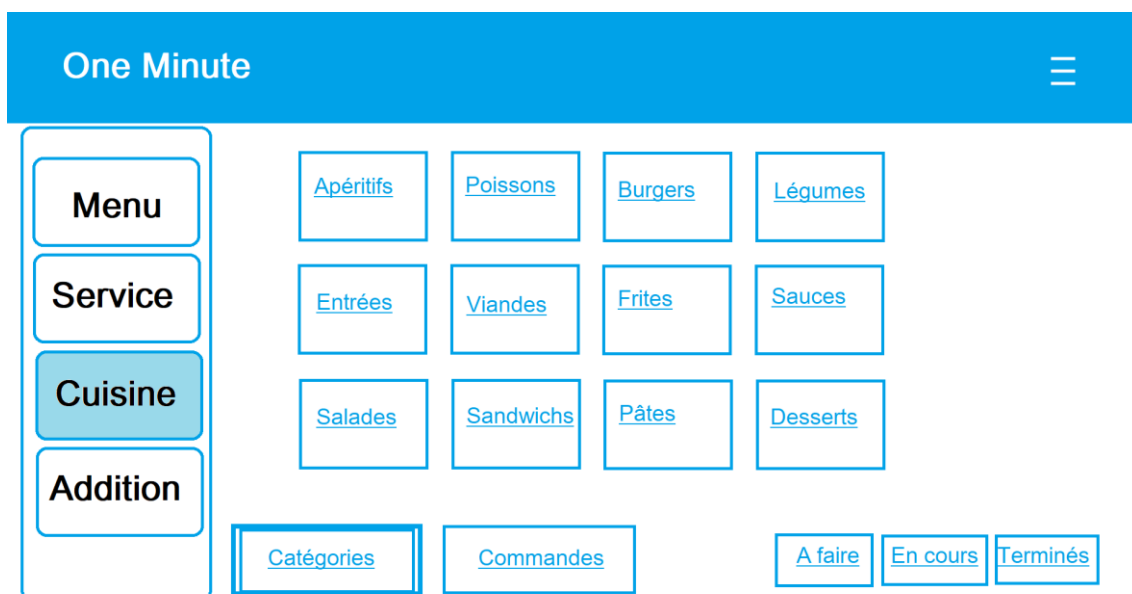 One Minute
Menu
Service
Cuisine
Addition
Apéritifs
Poissons
Burgers
Légumes
Entrées
Viandes
Frites
Sauces
Salades
Sandwichs
Pâtes
Desserts
Catégories
Commandes
A faire
En cours
Terminés